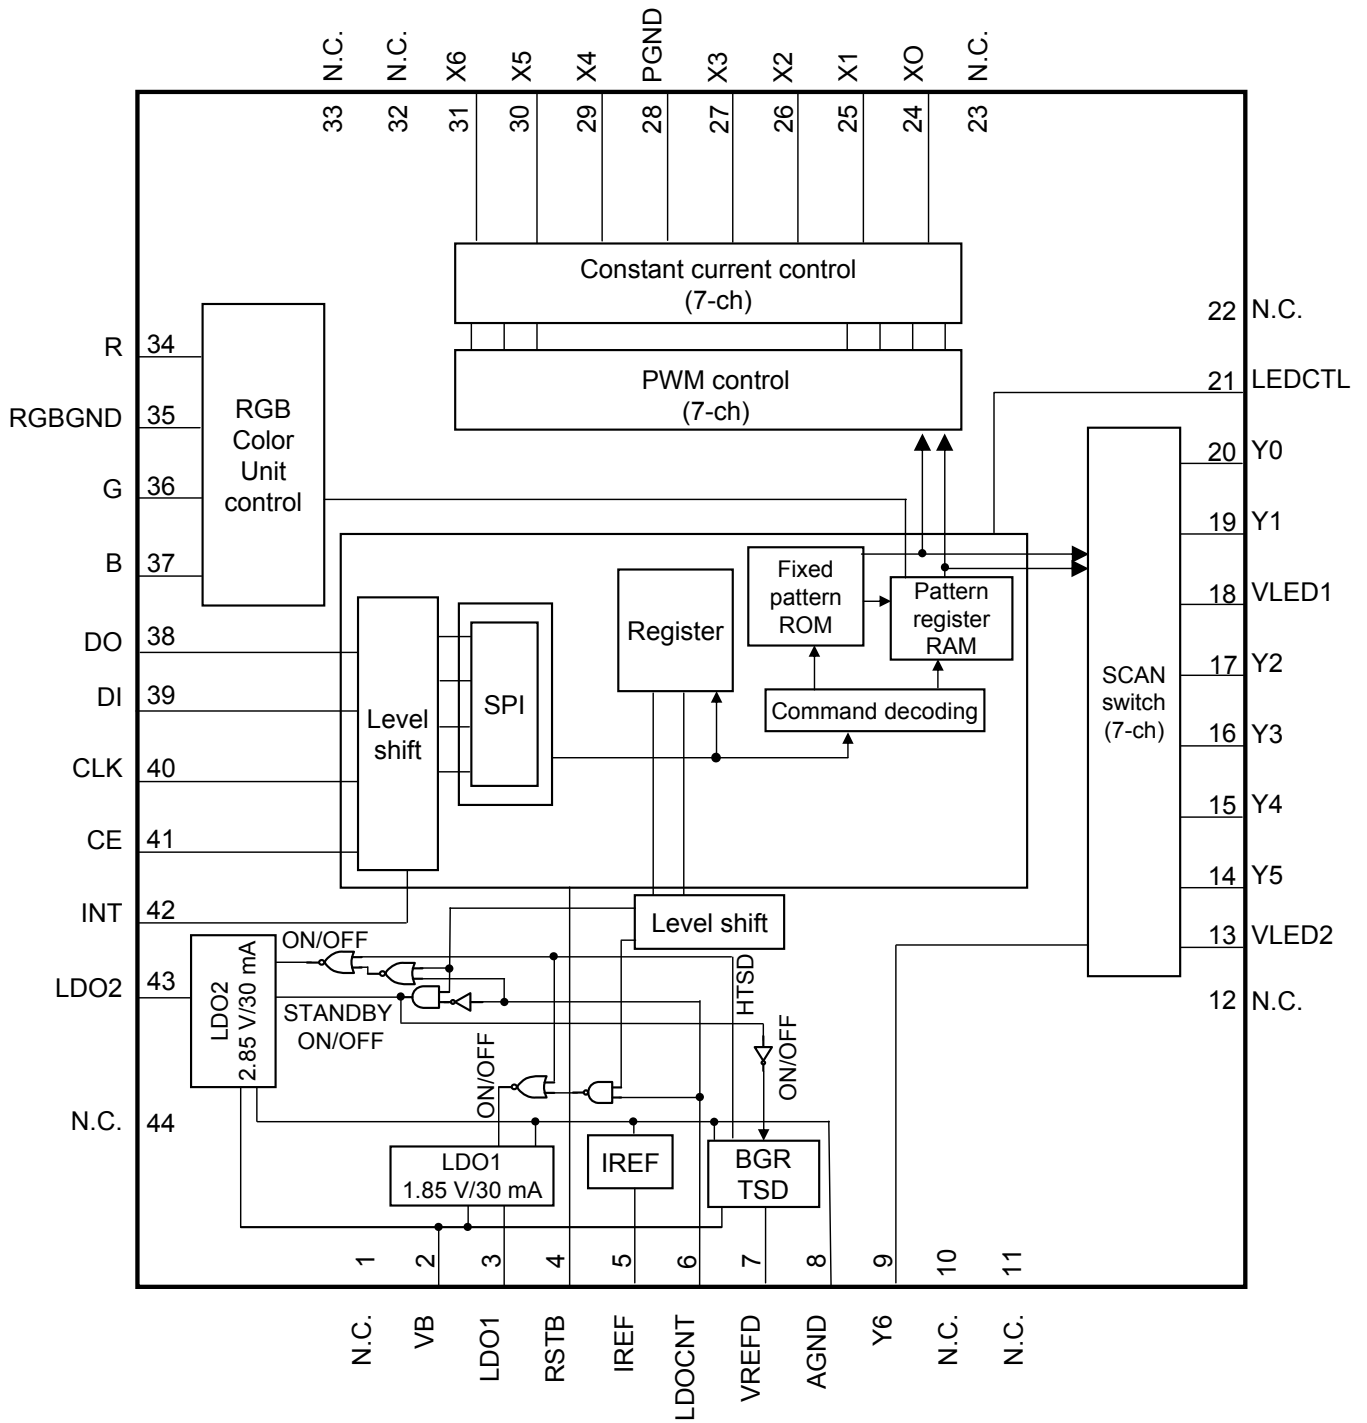 N.C.
N.C.
X6
X5
X4
PGND
X3
X2
X1
XO
N.C.
33
32
31
30
29
28
27
26
25
24
23
Constant current control
(7-ch)
PWM control
(7-ch)
R
34
RGBGND
35
G
36
B
37
DO
38
DI
39
CLK
40
CE
41
INT
42
LDO2
43
N.C.
44
RGB
Color
Unit
control
22
N.C.
21
LEDCTL
20
Y0
19
Y1
18
VLED1
17
Y2
16
Y3
15
Y4
14
Y5
13
VLED2
12
N.C.
SCAN
switch
(7-ch)
Level
shift
SPI
Register
Fixed
pattern
ROM
Pattern
register
RAM
Command decoding
Level shift
ON/OFF
LDO2
2.85 V/30 mA
STANDBY
ON/OFF
HTSD
ON/OFF
ON/OFF
LDO1
1.85 V/30 mA
IREF
BGR
TSD
1
2
3
4
5
6
7
8
9
10
11
N.C.
VB
LDO1
RSTB
IREF
LDOCNT
VREFD
AGND
Y6
N.C.
N.C.